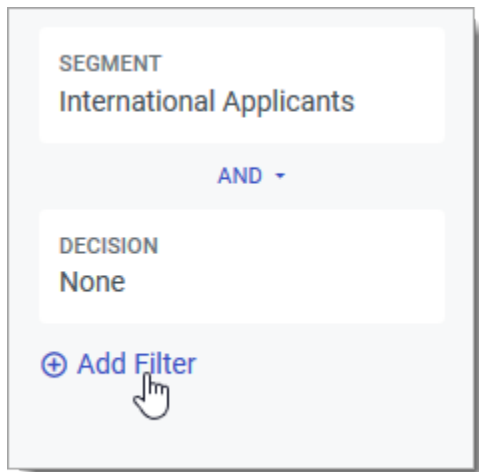 SEGMENT
International Applicants
AND
DECISION
None
Add Filter